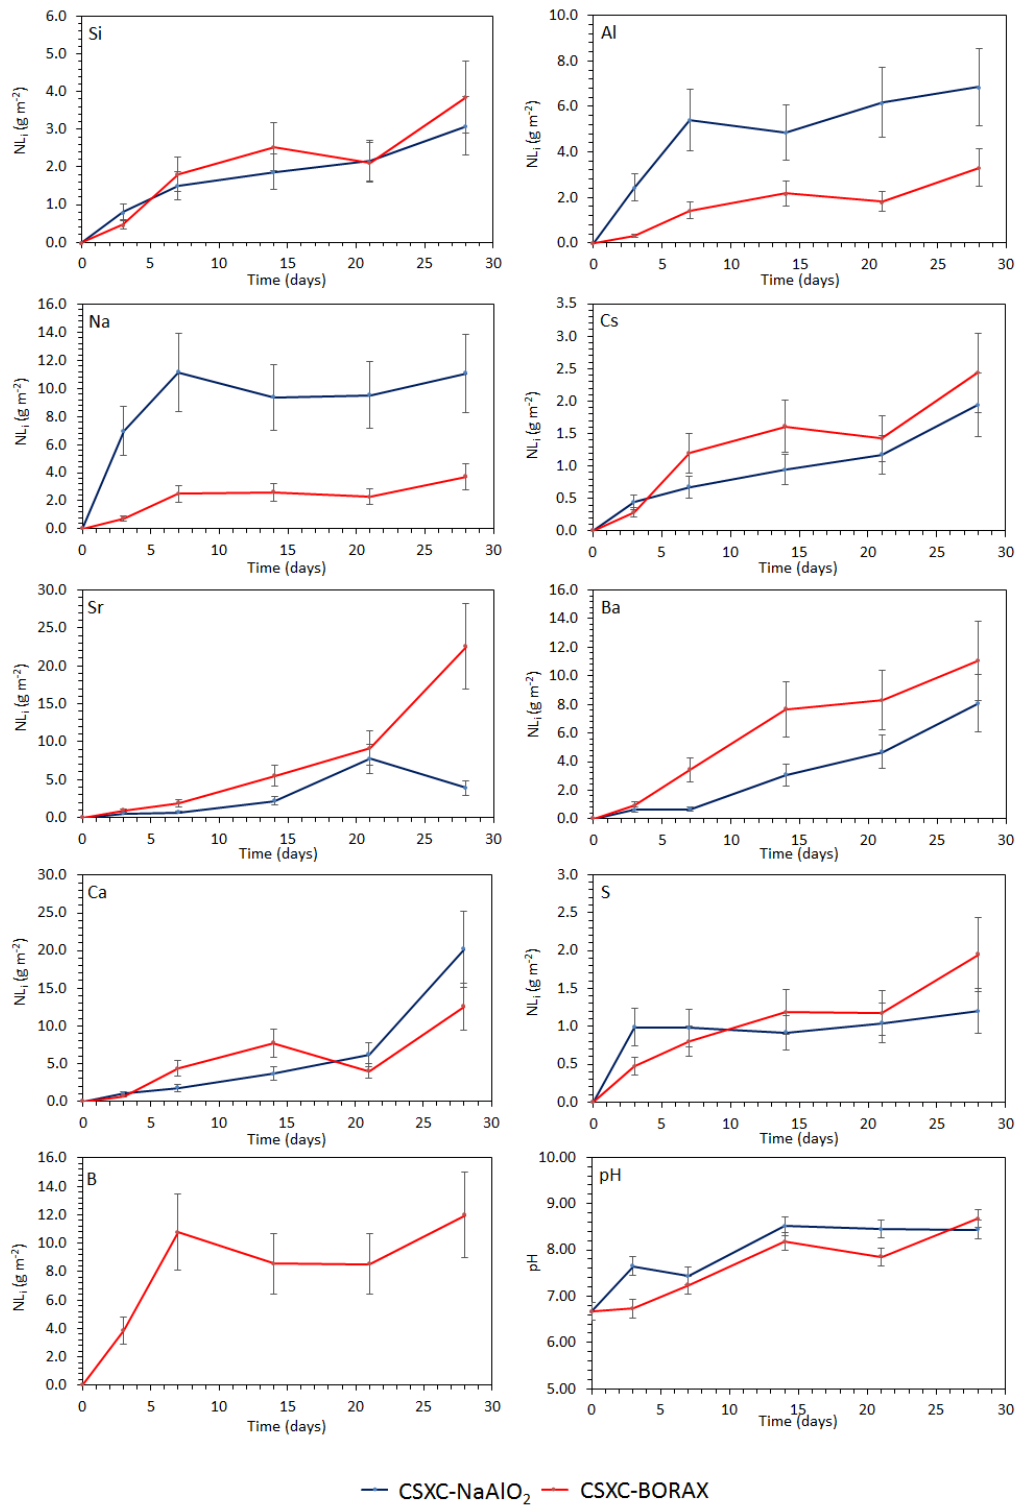 Si
NLᵢ (g m⁻²)
6.0
5.0
4.0
3.0
2.0
1.0
0.0
0 5 10 15 20 25 30
Time (days)
Al
NLᵢ (g m⁻²)
10.0
8.0
6.0
4.0
2.0
0.0
0 5 10 15 20 25 30
Time (days)
Na
NLᵢ (g m⁻²)
16.0
14.0
12.0
10.0
8.0
6.0
4.0
2.0
0.0
0 5 10 15 20 25 30
Time (days)
Cs
NLᵢ (g m⁻²)
3.5
3.0
2.5
2.0
1.5
1.0
0.5
0.0
0 5 10 15 20 25 30
Time (days)
Sr
NLᵢ (g m⁻²)
30.0
25.0
20.0
15.0
10.0
5.0
0.0
0 5 10 15 20 25 30
Time (days)
Ba
NLᵢ (g m⁻²)
16.0
14.0
12.0
10.0
8.0
6.0
4.0
2.0
0.0
0 5 10 15 20 25 30
Time (days)
Ca
NLᵢ (g m⁻²)
30.0
25.0
20.0
15.0
10.0
5.0
0.0
0 5 10 15 20 25 30
Time (days)
S
NLᵢ (g m⁻²)
3.0
2.5
2.0
1.5
1.0
0.5
0.0
0 5 10 15 20 25 30
Time (days)
B
NLᵢ (g m⁻²)
16.0
14.0
12.0
10.0
8.0
6.0
4.0
2.0
0.0
0 5 10 15 20 25 30
Time (days)
pH
pH
10.00
9.00
8.00
7.00
6.00
5.00
0 5 10 15 20 25 30
Time (days)
CSXC-NaAlO₂ CSXC-BORAX